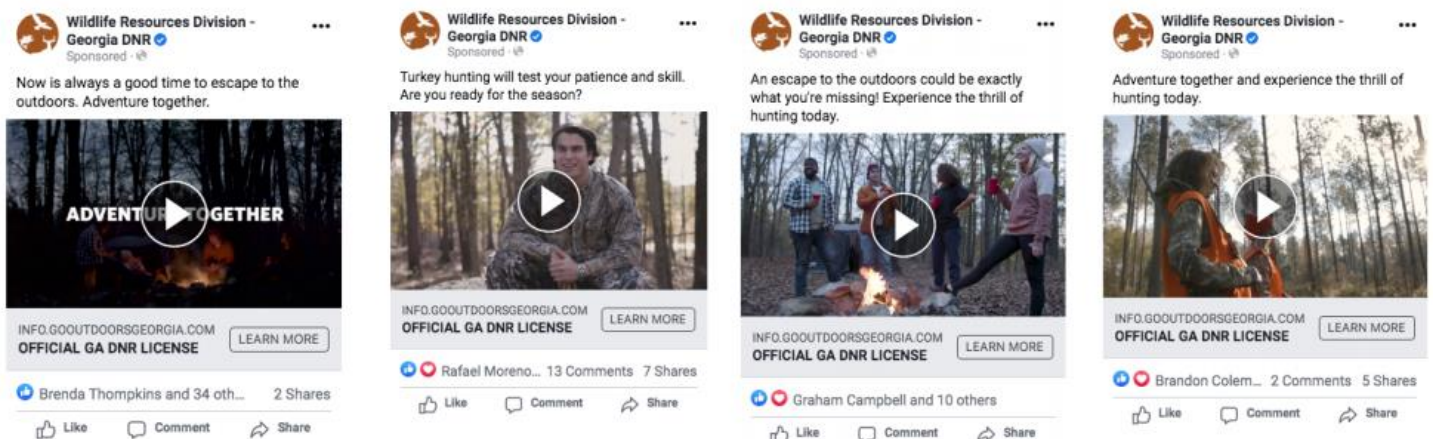 Wildlife Resources Division -
Georgia DNR
Sponsored ·
Now is always a good time to escape to the
outdoors. Adventure together.
ADVENTURE TOGETHER
INFO.GOOUTDOORSGEORGIA.COM
OFFICIAL GA DNR LICENSE
LEARN MORE
Brenda Thompkins and 34 oth... 2 Shares
Like Comment Share
Wildlife Resources Division -
Georgia DNR
Sponsored ·
Turkey hunting will test your patience and skill.
Are you ready for the season?
INFO.GOOUTDOORSGEORGIA.COM
OFFICIAL GA DNR LICENSE
LEARN MORE
Rafael Moreno... 13 Comments 7 Shares
Like Comment Share
Wildlife Resources Division -
Georgia DNR
Sponsored ·
An escape to the outdoors could be exactly
what you're missing! Experience the thrill of
hunting today.
INFO.GOOUTDOORSGEORGIA.COM
OFFICIAL GA DNR LICENSE
LEARN MORE
Graham Campbell and 10 others
Like Comment Share
Wildlife Resources Division -
Georgia DNR
Sponsored ·
Adventure together and experience the thrill of
hunting today.
INFO.GOOUTDOORSGEORGIA.COM
OFFICIAL GA DNR LICENSE
LEARN MORE
Brandon Colem... 2 Comments 5 Shares
Like Comment Share